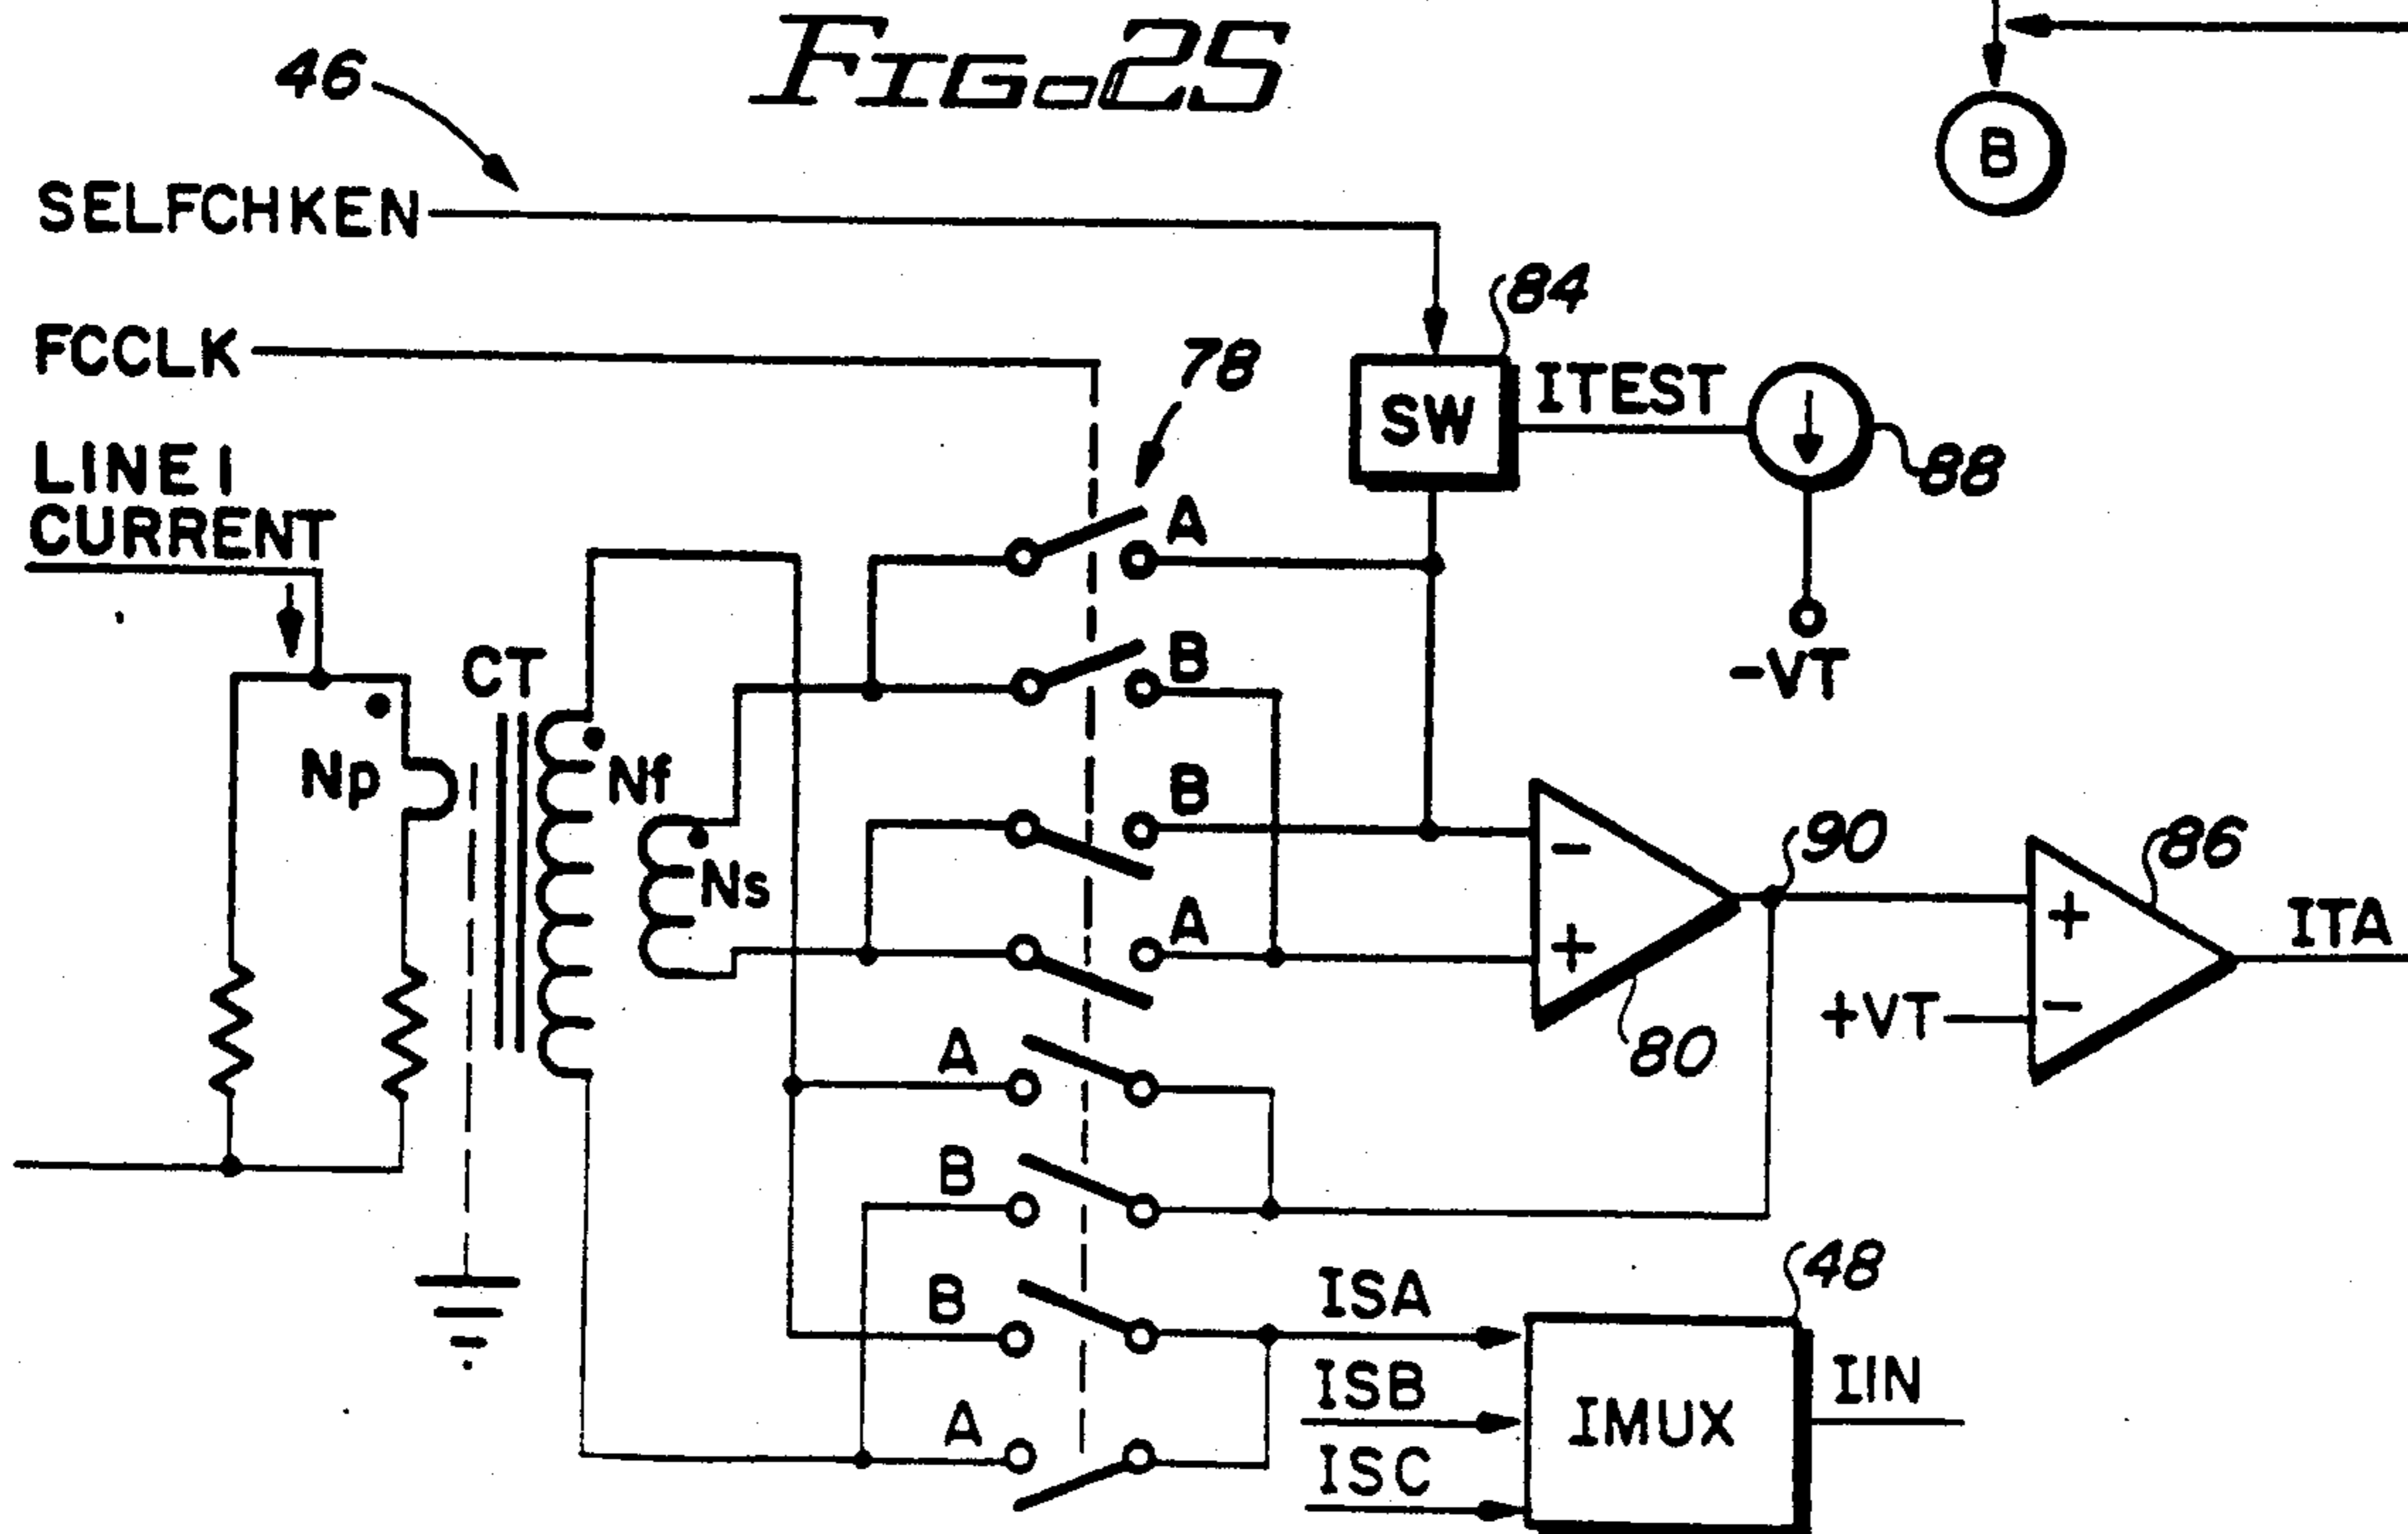 FIG. 25
46
B
SELFCHKEN
84
FCCLK
78
SW
ITEST
88
LINE 1
CURRENT
A
-VT
CT
B
Np
Nf
B
Ns
-
+
80
90
86
+
-
ITA
+VT
A
A
B
B
A
ISA
ISB
ISC
48
IMUX
IIN